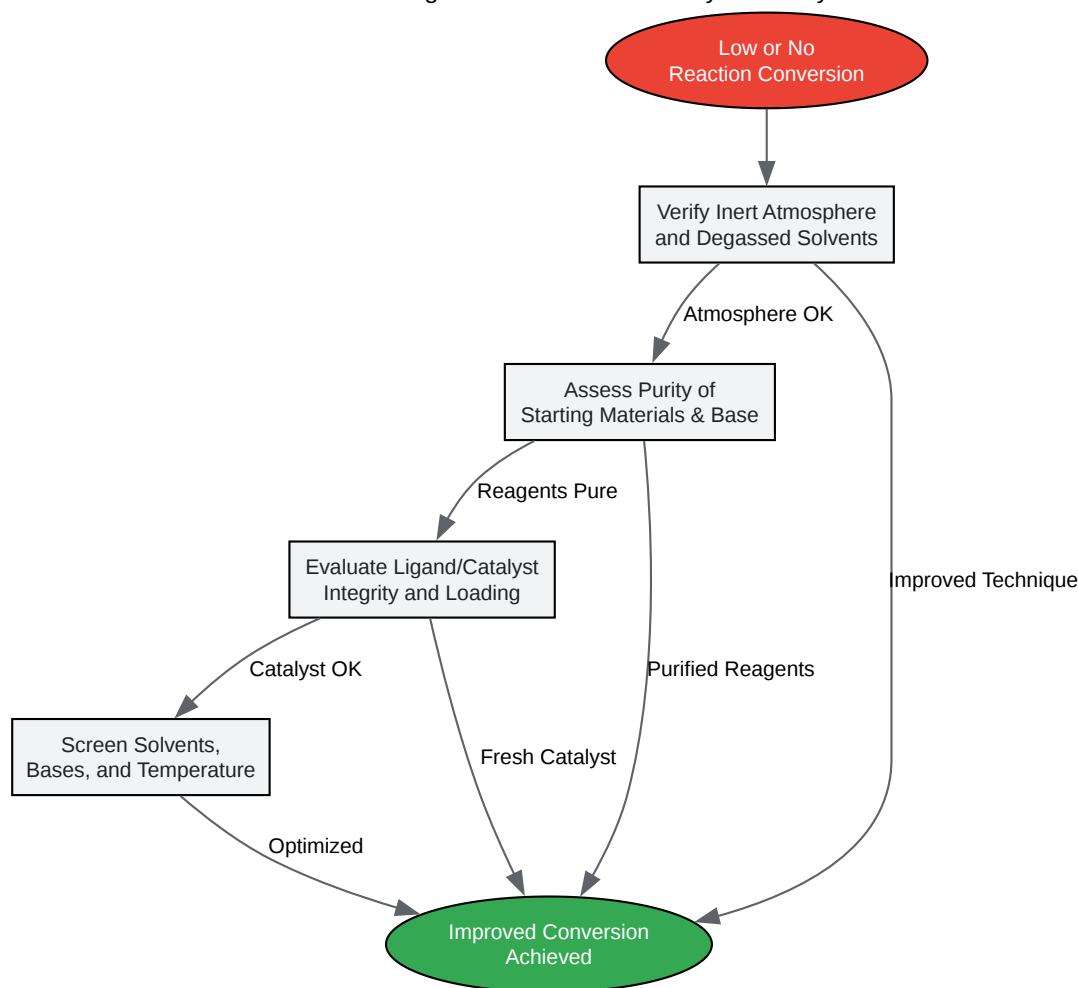 Low or No
Reaction Conversion
Verify Inert Atmosphere
and Degassed Solvents
Atmosphere OK
Assess Purity of
Starting Materials & Base
Reagents Pure
Evaluate Ligand/Catalyst
Integrity and Loading
Improved Technique
Catalyst OK
Purified Reagents
Screen Solvents,
Bases, and Temperature
Fresh Catalyst
Optimized
Improved Conversion
Achieved